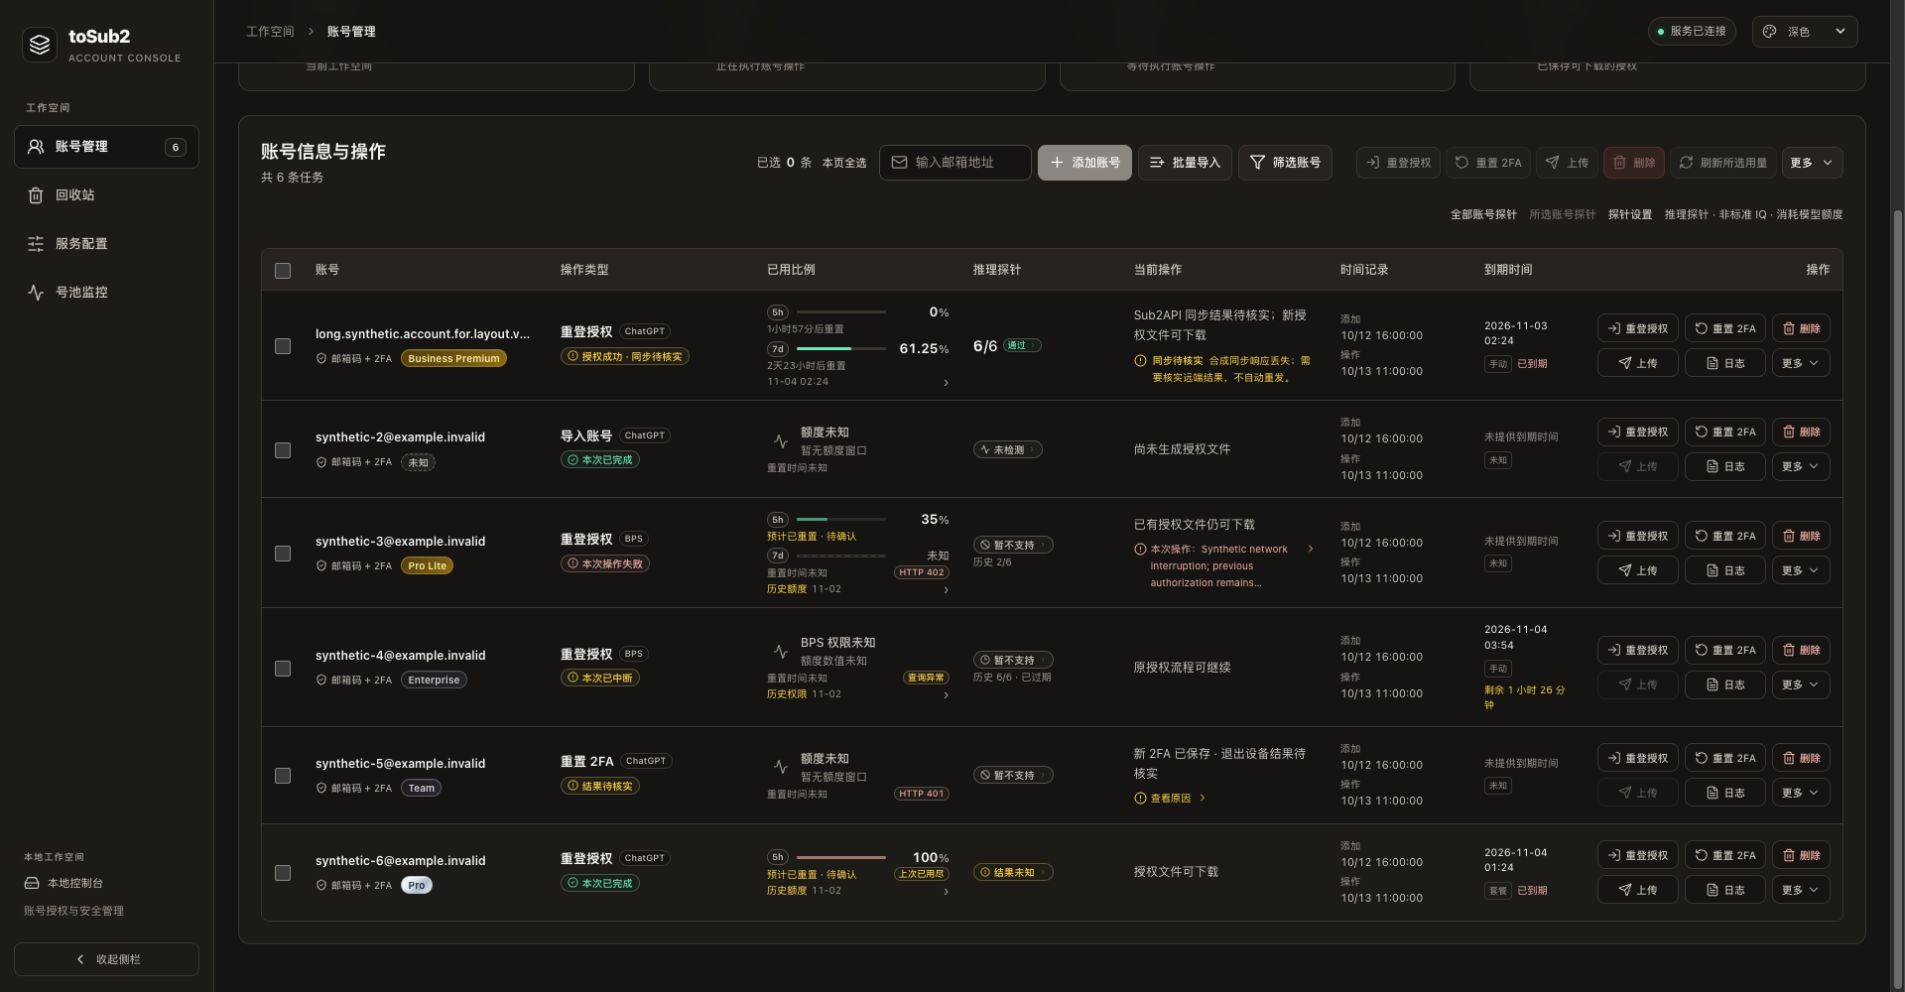 toSub2
ACCOUNT CONSOLE
工作空间
账号管理 6
回收站
服务配置
号池监控
本地工作空间
本地控制台
账号授权与安全管理
收起侧栏
工作空间 > 账号管理
服务已连接
深色
当前工作空间
正在执行账号操作
等待执行账号操作
已保存可下载的授权
账号信息与操作
共 6 条任务
已选 0 条 本页全选 输入邮箱地址 添加账号 批量导入 筛选账号 重登授权 重置 2FA 上传 删除 刷新所选用量 更多
全部账号探针 所选账号探针 探针设置 推理探针 · 非标准 IQ · 消耗模型额度
账号 操作类型 已用比例 推理探针 当前操作 时间记录 到期时间 操作
long.synthetic.account.for.layout.v...
邮箱码 + 2FA Business Premium
重登授权 ChatGPT
授权成功 · 同步待核实
5h 0%
1小时57分后重置
7d 61.25%
2天23小时后重置
11-04 02:24
6/6 通过
Sub2API 同步结果待核实；新授
权文件可下载
同步待核实 合成同步响应丢失；需
要核实远端结果，不自动重发。
添加
10/12 16:00:00
操作
10/13 11:00:00
2026-11-03
02:24
手动 已到期
重登授权 重置 2FA 删除
上传 日志 更多
synthetic-2@example.invalid
邮箱码 + 2FA 未知
导入账号 ChatGPT
本次已完成
额度未知
暂无额度窗口
重置时间未知
未检测
尚未生成授权文件
添加
10/12 16:00:00
操作
10/13 11:00:00
未提供到期时间
未知
重登授权 重置 2FA 删除
上传 日志 更多
synthetic-3@example.invalid
邮箱码 + 2FA Pro Lite
重登授权 BPS
本次操作失败
5h 35%
预计已重置 · 待确认
7d 未知
重置时间未知 HTTP 402
历史额度 11-02
暂不支持
历史 2/6
已有授权文件仍可下载
本次操作：Synthetic network
interruption; previous
authorization remains...
添加
10/12 16:00:00
操作
10/13 11:00:00
未提供到期时间
未知
重登授权 重置 2FA 删除
上传 日志 更多
synthetic-4@example.invalid
邮箱码 + 2FA Enterprise
重登授权 BPS
本次已中断
BPS 权限未知
额度数值未知
重置时间未知 查询异常
历史权限 11-02
暂不支持
历史 6/6 · 已过期
原授权流程可继续
添加
10/12 16:00:00
操作
10/13 11:00:00
2026-11-04
03:54
手动
剩余 1 小时 26 分
钟
重登授权 重置 2FA 删除
上传 日志 更多
synthetic-5@example.invalid
邮箱码 + 2FA Team
重置 2FA ChatGPT
结果待核实
额度未知
暂无额度窗口
重置时间未知 HTTP 401
暂不支持
新 2FA 已保存 · 退出设备结果待
核实
查看原因
添加
10/12 16:00:00
操作
10/13 11:00:00
未提供到期时间
未知
重登授权 重置 2FA 删除
上传 日志 更多
synthetic-6@example.invalid
邮箱码 + 2FA Pro
重登授权 ChatGPT
本次已完成
5h 100%
预计已重置 · 待确认 上次已用尽
历史额度 11-02
结果未知
授权文件可下载
添加
10/12 16:00:00
操作
10/13 11:00:00
2026-11-04
01:24
套餐 已到期
重登授权 重置 2FA 删除
上传 日志 更多